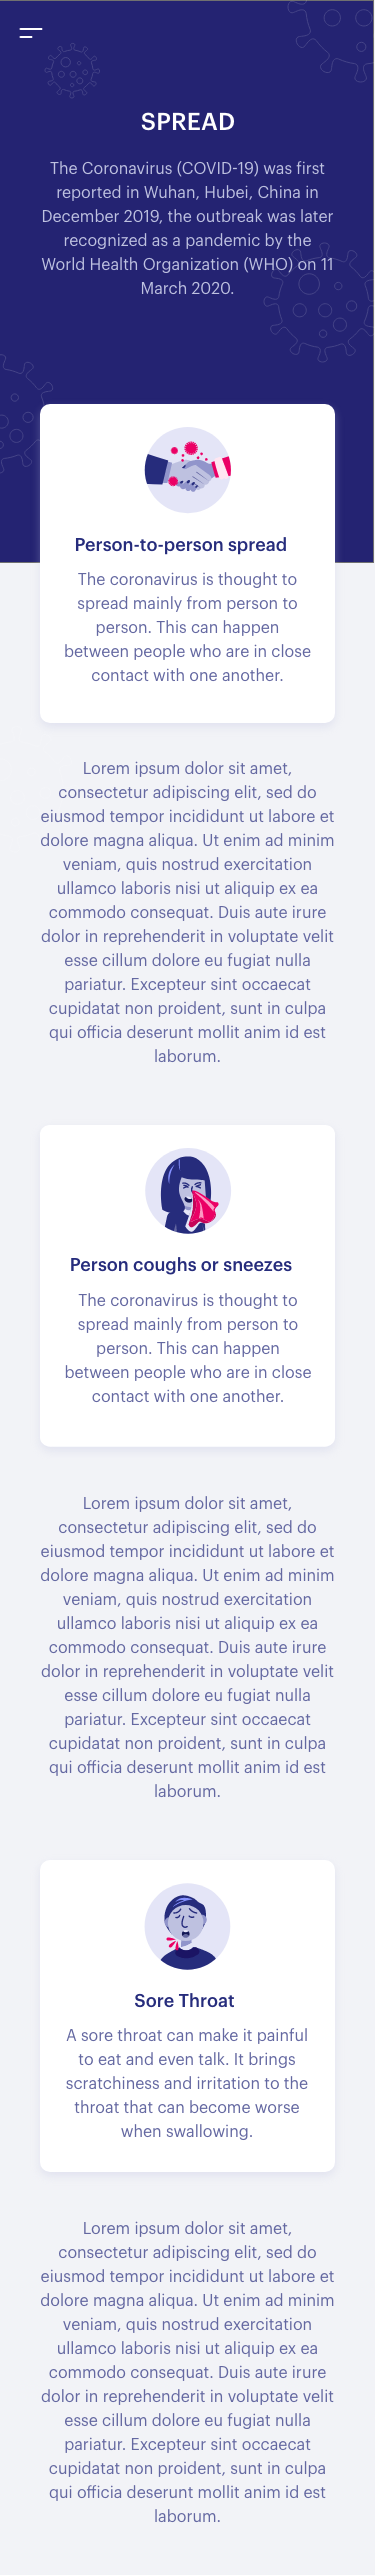 SPREAD
The Coronavirus (COVID-19) was first
reported in Wuhan, Hubei, China in
December 2019, the outbreak was later
recognized as a pandemic by the
World Health Organization (WHO) on 11
March 2020.
Person-to-person spread
The coronavirus is thought to
spread mainly from person to
person. This can happen
between people who are in close
contact with one another.
Lorem ipsum dolor sit amet,
consectetur adipiscing elit, sed do
eiusmod tempor incididunt ut labore et
dolore magna aliqua. Ut enim ad minim
veniam, quis nostrud exercitation
ullamco laboris nisi ut aliquip ex ea
commodo consequat. Duis aute irure
dolor in reprehenderit in voluptate velit
esse cillum dolore eu fugiat nulla
pariatur. Excepteur sint occaecat
cupidatat non proident, sunt in culpa
qui officia deserunt mollit anim id est
laborum.
Person coughs or sneezes
The coronavirus is thought to
spread mainly from person to
person. This can happen
between people who are in close
contact with one another.
Lorem ipsum dolor sit amet,
consectetur adipiscing elit, sed do
eiusmod tempor incididunt ut labore et
dolore magna aliqua. Ut enim ad minim
veniam, quis nostrud exercitation
ullamco laboris nisi ut aliquip ex ea
commodo consequat. Duis aute irure
dolor in reprehenderit in voluptate velit
esse cillum dolore eu fugiat nulla
pariatur. Excepteur sint occaecat
cupidatat non proident, sunt in culpa
qui officia deserunt mollit anim id est
laborum.
Sore Throat
A sore throat can make it painful
to eat and even talk. It brings
scratchiness and irritation to the
throat that can become worse
when swallowing.
Lorem ipsum dolor sit amet,
consectetur adipiscing elit, sed do
eiusmod tempor incididunt ut labore et
dolore magna aliqua. Ut enim ad minim
veniam, quis nostrud exercitation
ullamco laboris nisi ut aliquip ex ea
commodo consequat. Duis aute irure
dolor in reprehenderit in voluptate velit
esse cillum dolore eu fugiat nulla
pariatur. Excepteur sint occaecat
cupidatat non proident, sunt in culpa
qui officia deserunt mollit anim id est
laborum.